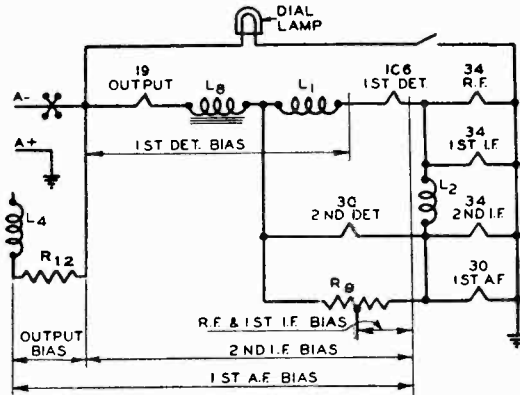 DIAL
LAMP
19
OUTPUT
L8
L1
1C6
1ST DET.
34
R.F.
A-
A+
1ST DET. BIAS
34
1ST I.F.
L4
L2
30
2ND DET
34
2ND I.F.
R12
R9
30
1ST A.F.
OUTPUT
BIAS
R.F. & 1ST I.F. BIAS
2ND I.F. BIAS
1ST A.F. BIAS